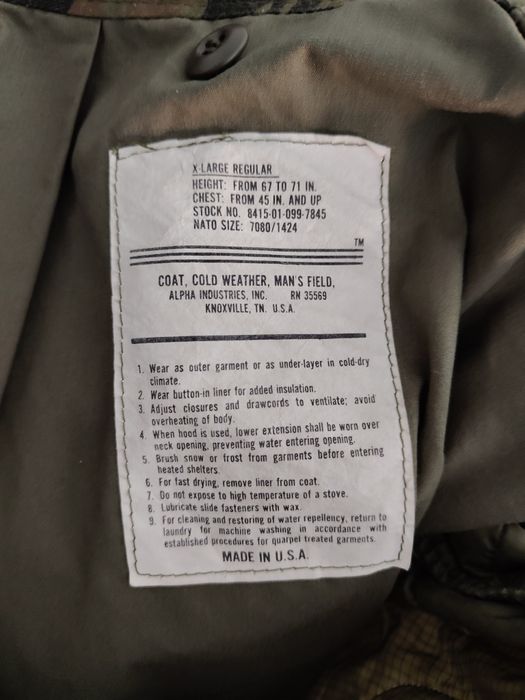 X-LARGE REGULAR
HEIGHT: FROM 67 TO 71 IN.
CHEST: FROM 45 IN. AND UP
STOCK NO. 8415-01-099-7845
NATO SIZE: 7080/1424
TM
COAT, COLD WEATHER, MAN'S FIELD,
ALPHA INDUSTRIES, INC. RN 35569
KNOXVILLE, TN. U.S.A.
1. Wear as outer garment or as under-layer in cold-dry
climate.
2. Wear button-in liner for added insulation.
3. Adjust closures and drawcords to ventilate; avoid
overheating of body.
4. When hood is used, lower extension shall be worn over
neck opening, preventing water entering opening.
5. Brush snow or frost from garments before entering
heated shelters.
6. For fast drying, remove liner from coat.
7. Do not expose to high temperature of a stove.
8. Lubricate slide fasteners with wax.
9. For cleaning and restoring of water repellency, return to
laundry for machine washing in accordance with
established procedures for quarpel treated garments.
MADE IN U.S.A.